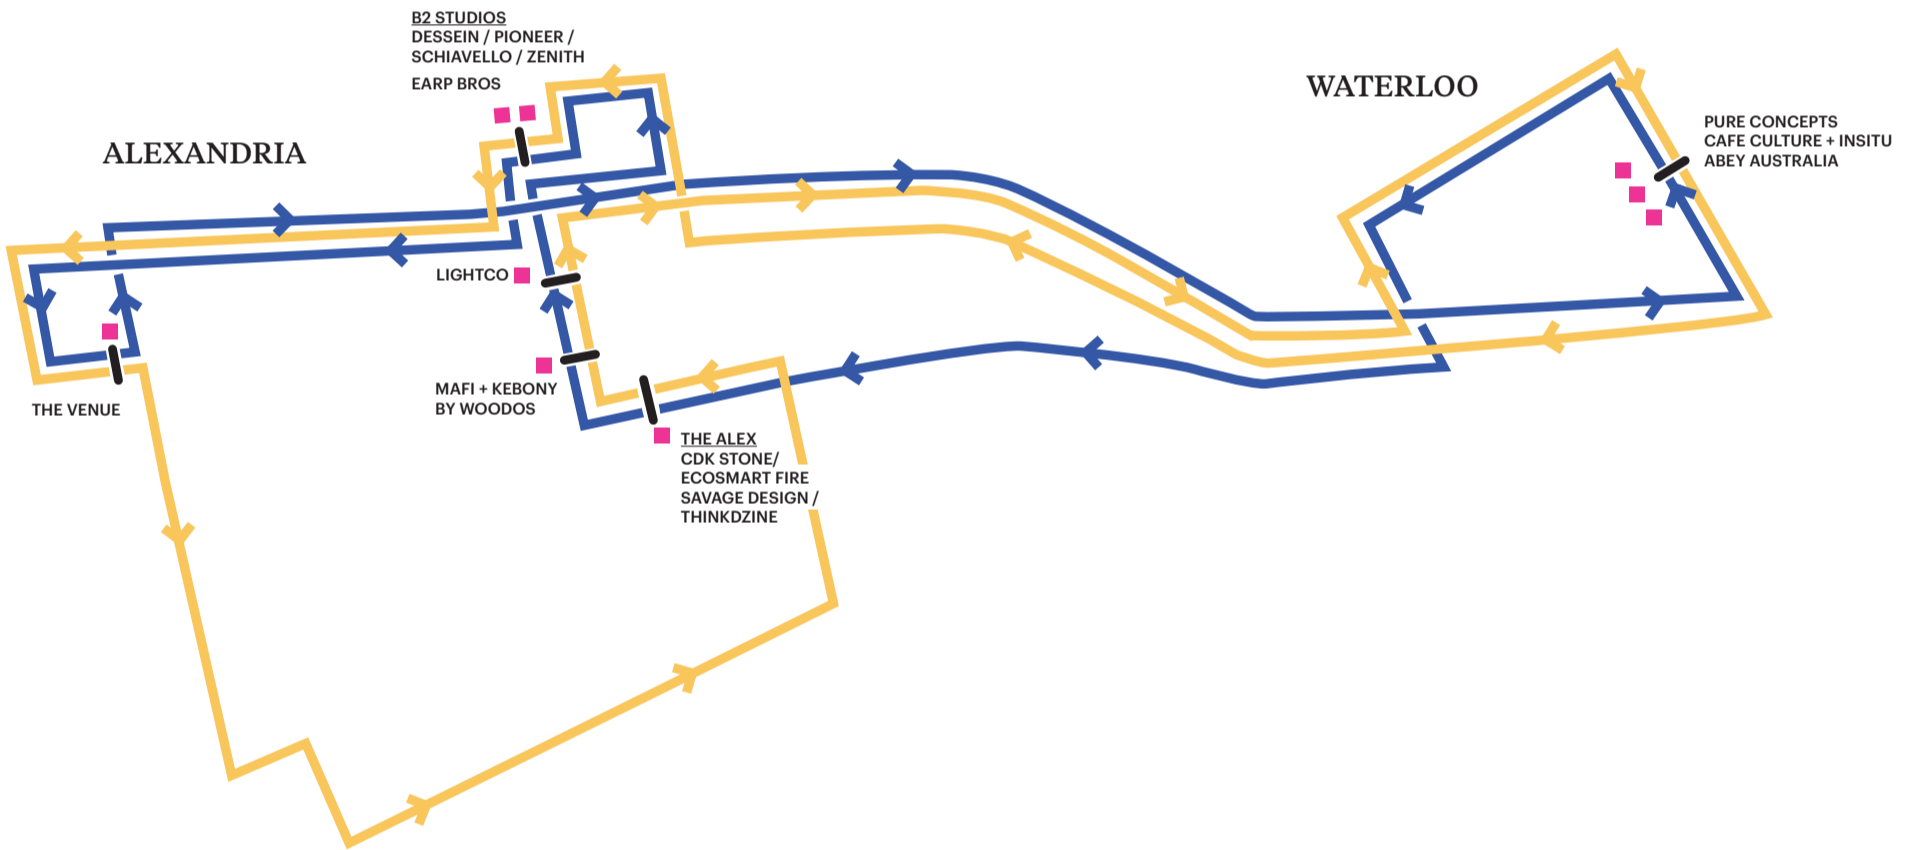 B2 STUDIOS
DESSEIN / PIONEER /
SCHIAVELLO / ZENITH
EARP BROS
WATERLOO
ALEXANDRIA
PURE CONCEPTS
CAFE CULTURE + INSITU
ABEY AUSTRALIA
LIGHTCO
MAFI + KEBONY
BY WOODOS
THE VENUE
THE ALEX
CDK STONE/
ECOSMART FIRE
SAVAGE DESIGN /
THINKDZINE